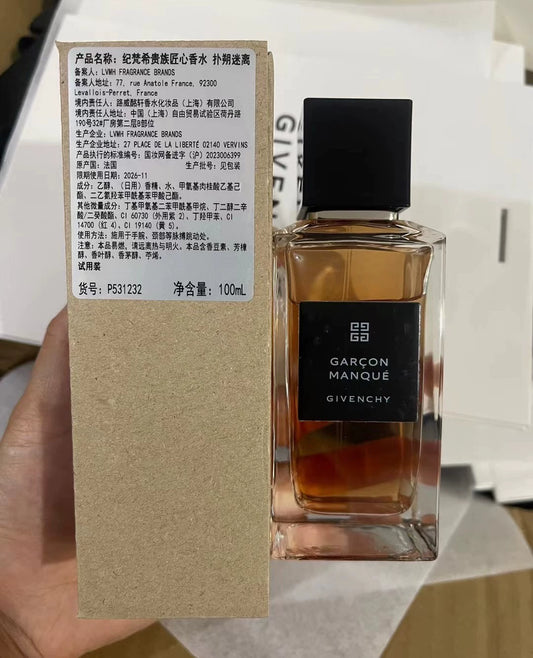 产品名称：纪梵希贵族匠心香水 扑朔迷离
备案人：LVMH FRAGRANCE BRANDS
备案人地址：77, rue Anatole France, 92300
Levallois-Perret, France
境内责任人：路威酩轩香水化妆品（上海）有限公司
境内责任人地址：中国（上海）自由贸易试验区荷丹路
190号32#厂房第二层B部位
生产企业：LVMH FRAGRANCE BRANDS
生产企业地址：27 PLACE DE LA LIBERTÉ 02140 VERVINS
产品执行的标准编号：国妆网备进字（沪）2023006399
原产国：法国 生产批号：见包装
限期使用日期：2026-11
成分：乙醇、（日用）香精、水、甲氧基肉桂酸乙基己
酯、二乙氨羟苯甲酰基苯甲酸己酯。
其他微量成分：丁基甲氧基二苯甲酰基甲烷、丁二醇二辛
酸/二癸酸酯、CI 60730（外用紫 2）、丁羟甲苯、CI
14700（红 4）、CI 19140（黄 5）。
使用方法：施用于手腕、颈部等脉搏跳动处。
注意：本品易燃，请远离热与明火。本品含香豆素、芳樟
醇、香叶醇、香茅醇、苧烯。
试用装
货号：P531232 净含量：100mL
GIVEN
GARÇON
MANQUÉ
GIVENCHY